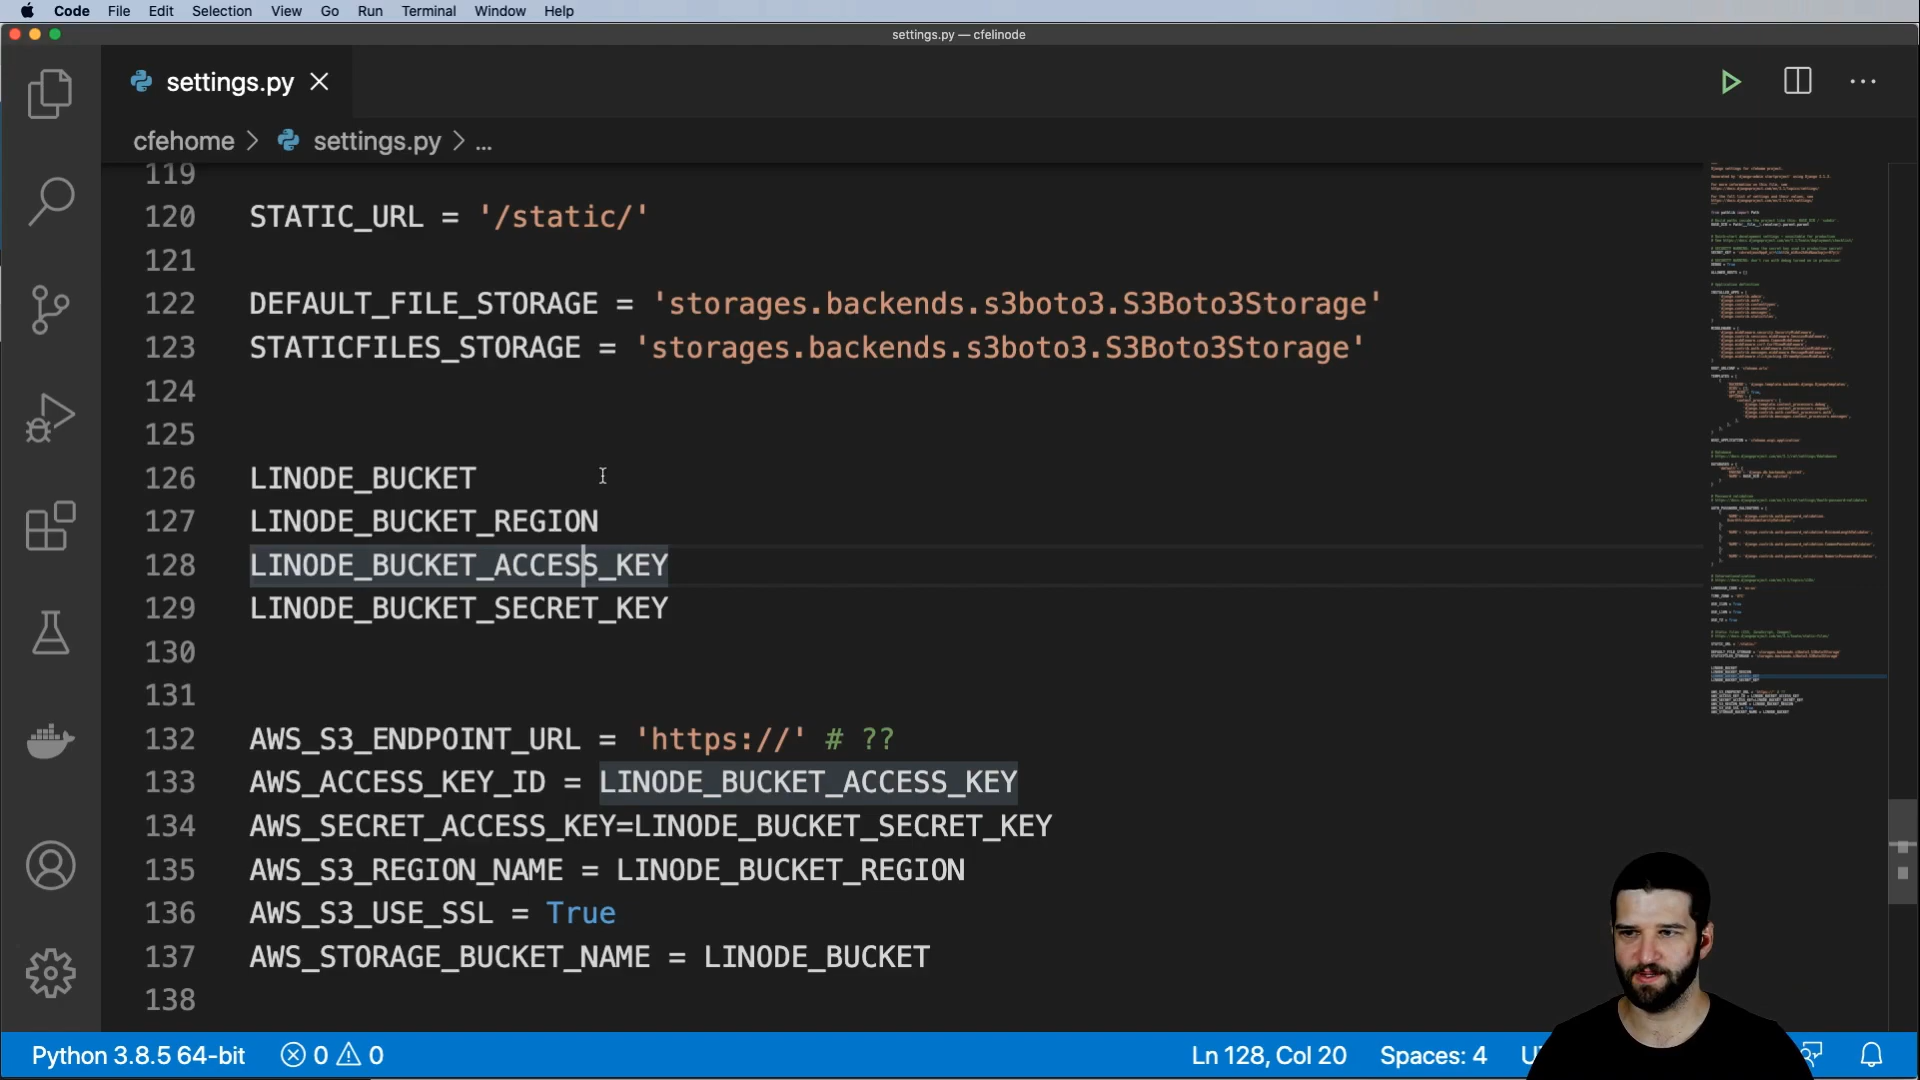 Code File Edit Selection View Go Run Terminal Window Help
settings.py — cfelinode
settings.py
cfehome > settings.py > ...
119
120 STATIC_URL = '/static/'
121
122 DEFAULT_FILE_STORAGE = 'storages.backends.s3boto3.S3Boto3Storage'
123 STATICFILES_STORAGE = 'storages.backends.s3boto3.S3Boto3Storage'
124
125
126 LINODE_BUCKET
127 LINODE_BUCKET_REGION
128 LINODE_BUCKET_ACCESS_KEY
129 LINODE_BUCKET_SECRET_KEY
130
131
132 AWS_S3_ENDPOINT_URL = 'https://' # ??
133 AWS_ACCESS_KEY_ID = LINODE_BUCKET_ACCESS_KEY
134 AWS_SECRET_ACCESS_KEY=LINODE_BUCKET_SECRET_KEY
135 AWS_S3_REGION_NAME = LINODE_BUCKET_REGION
136 AWS_S3_USE_SSL = True
137 AWS_STORAGE_BUCKET_NAME = LINODE_BUCKET
138
Python 3.8.5 64-bit 0 0 Ln 128, Col 20 Spaces: 4